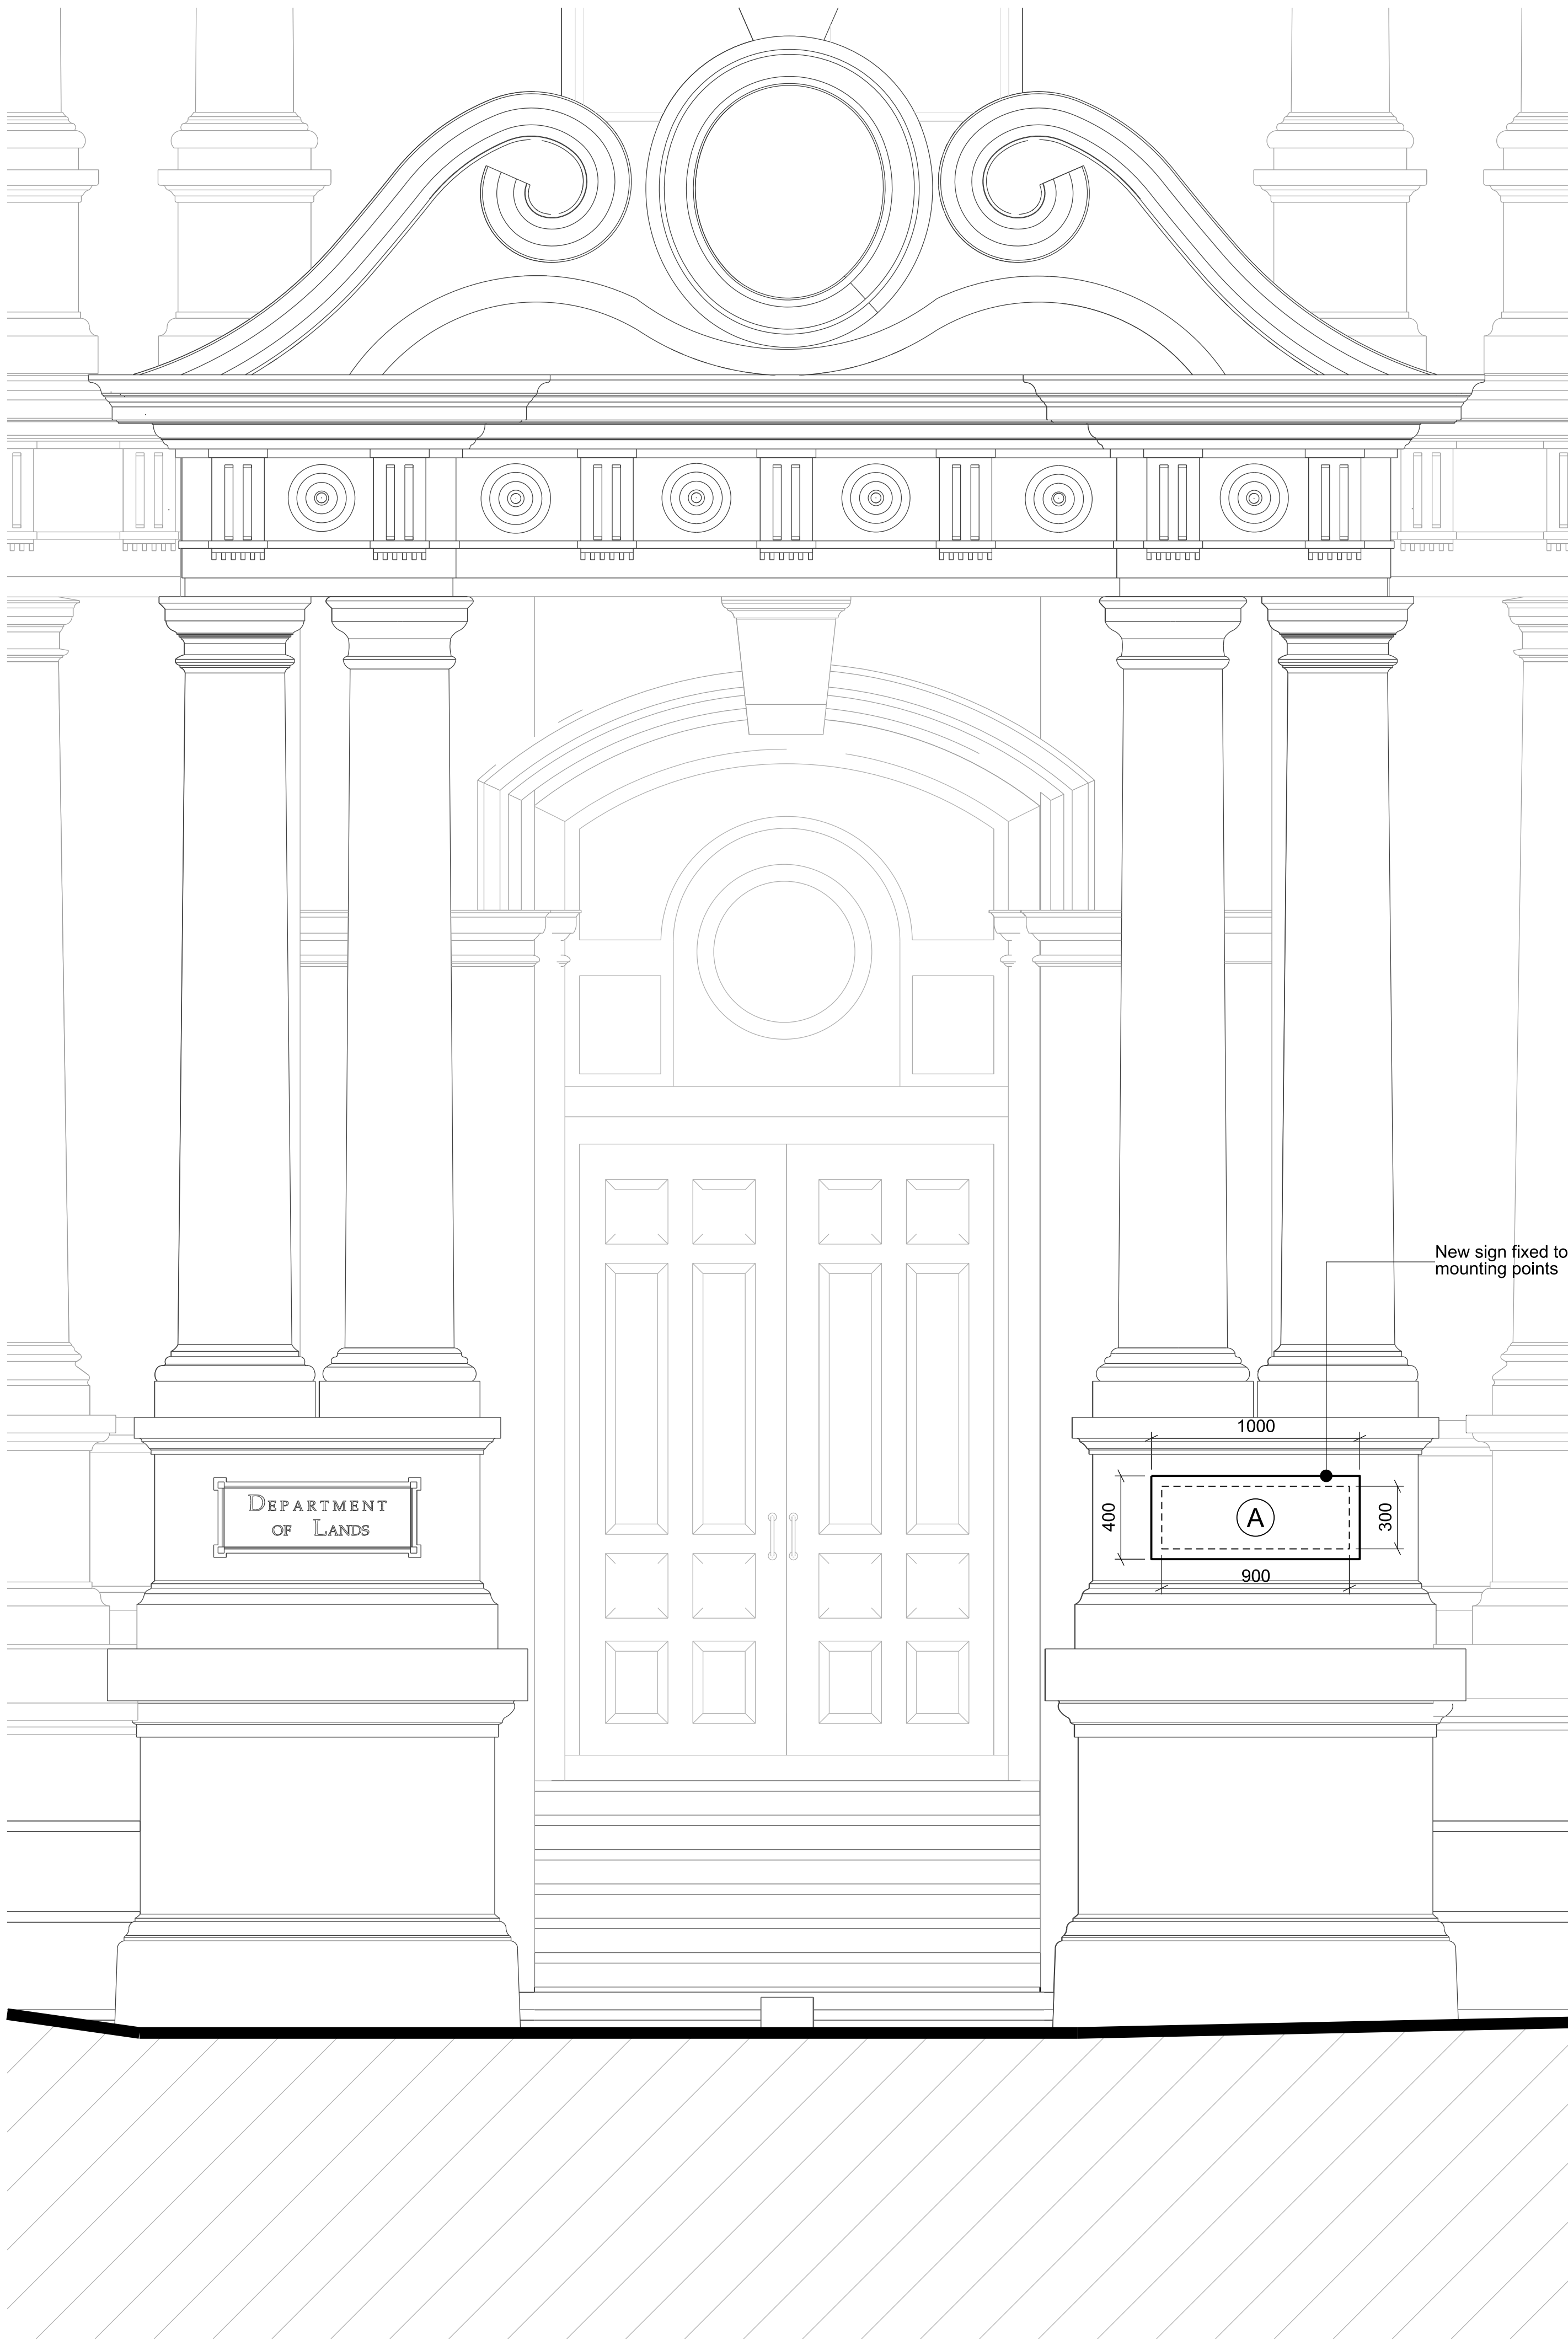 New sign fixed to
mounting points
1000
400
A
300
900
DEPARTMENT
OF LANDS